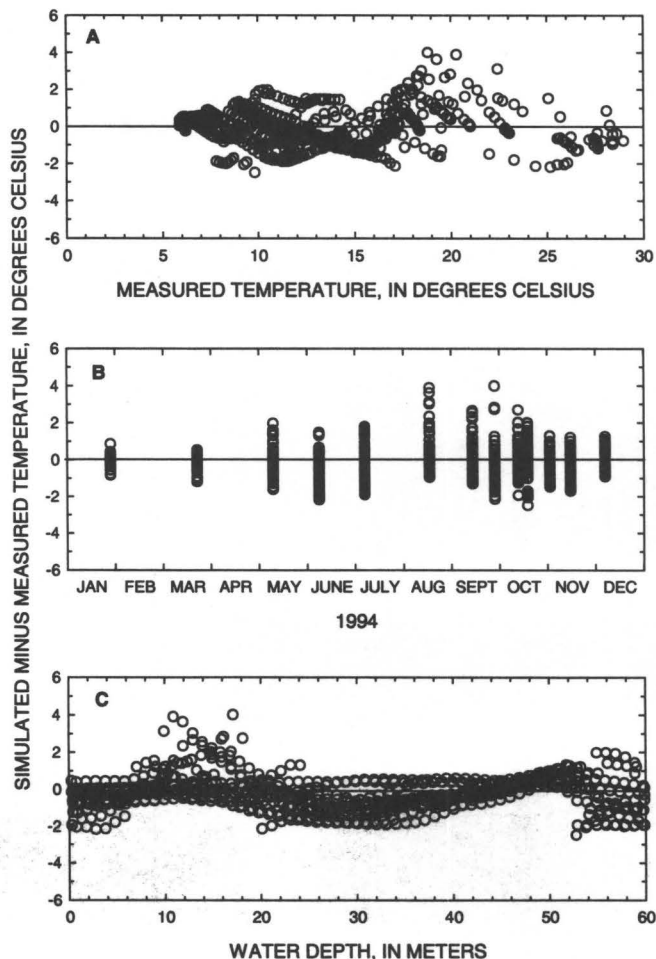 SIMULATED MINUS MEASURED TEMPERATURE, IN DEGREES CELSIUS
A
6
4
2
0
-2
-4
-6
0 5 10 15 20 25 30
MEASURED TEMPERATURE, IN DEGREES CELSIUS
B
6
4
2
0
-2
-4
-6
JAN FEB MAR APR MAY JUNE JULY AUG SEPT OCT NOV DEC
1994
C
6
4
2
0
-2
-4
-6
0 10 20 30 40 50 60
WATER DEPTH, IN METERS